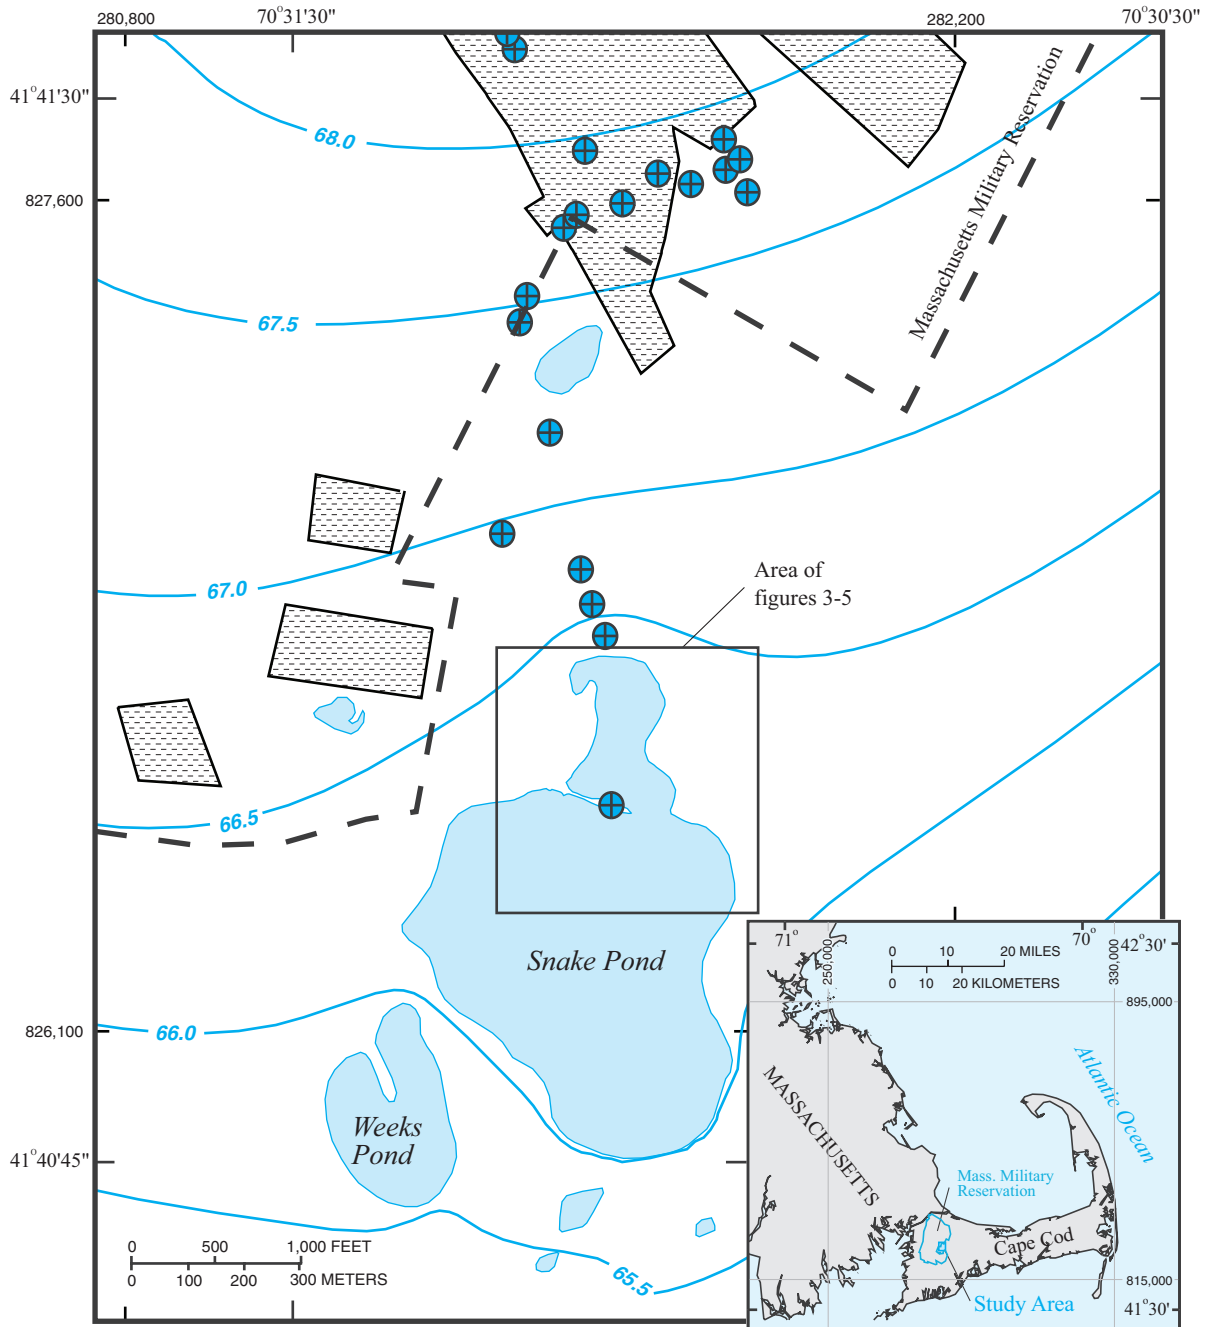 280,800
70°31'30"
282,200
70°30'30"
41°41'30"
68.0
Massachusetts Military Reservation
827,600
67.5
67.0
Area of
figures 3-5
66.5
Snake Pond
826,100
66.0
Weeks
Pond
41°40'45"
0 500 1,000 FEET
0 100 200 300 METERS
65.5
71°
70°
42°30'
250,000
330,000
0 10 20 MILES
0 10 20 KILOMETERS
895,000
Atlantic Ocean
MASSACHUSETTS
Mass. Military
Reservation
Cape Cod
815,000
Study Area
41°30'